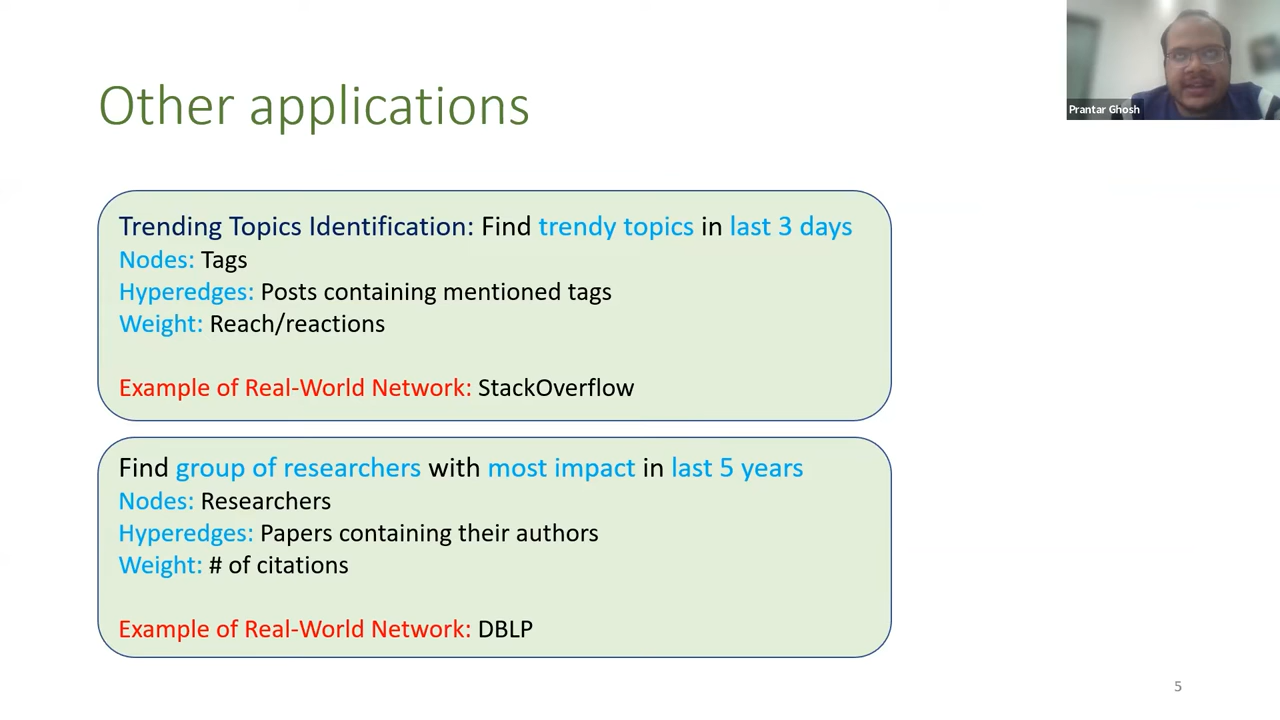 Other applications
Prantar Ghosh
Trending Topics Identification: Find trendy topics in last 3 days
Nodes: Tags
Hyperedges: Posts containing mentioned tags
Weight: Reach/reactions
Example of Real-World Network: StackOverflow
Find group of researchers with most impact in last 5 years
Nodes: Researchers
Hyperedges: Papers containing their authors
Weight: # of citations
Example of Real-World Network: DBLP
5